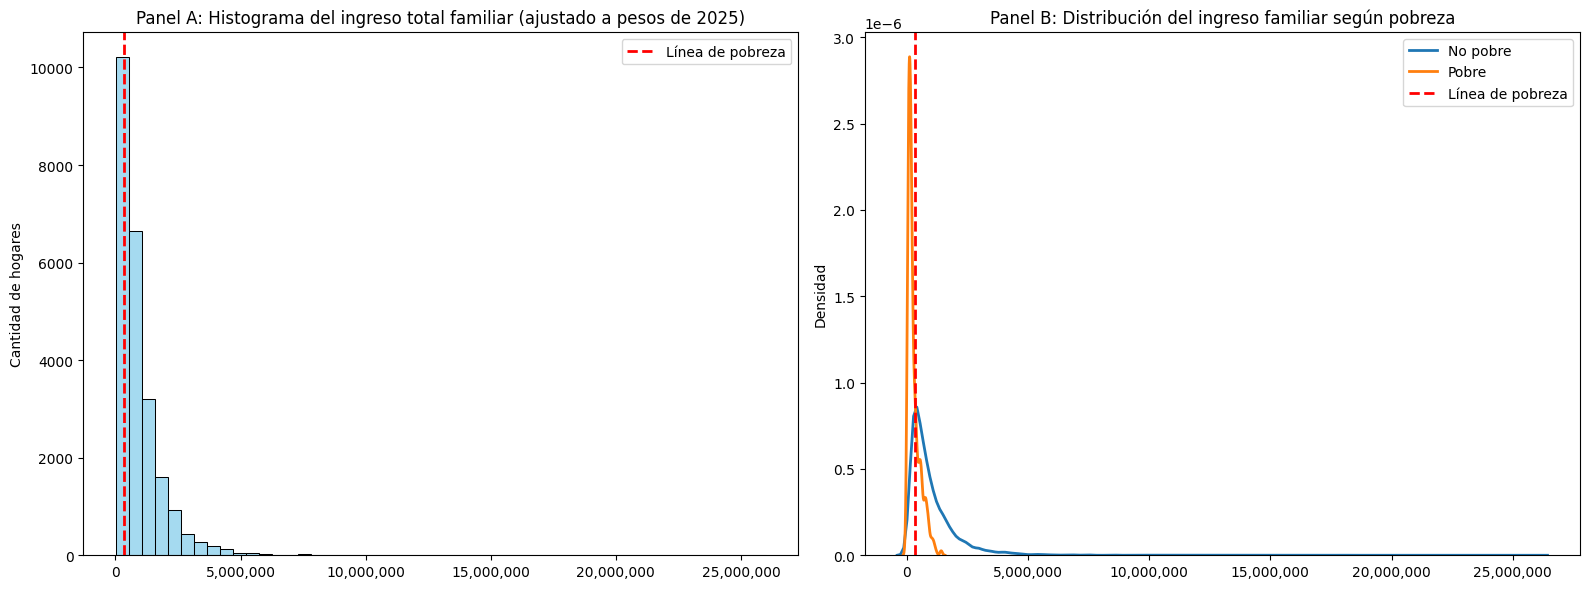 Panel A: Histograma del ingreso total familiar (ajustado a pesos de 2025)
Línea de pobreza
Cantidad de hogares
10000
8000
6000
4000
2000
0
0
5,000,000
10,000,000
15,000,000
20,000,000
25,000,000
Panel B: Distribución del ingreso familiar según pobreza
1e−6
No pobre
Pobre
Línea de pobreza
Densidad
3.0
2.5
2.0
1.5
1.0
0.5
0.0
0
5,000,000
10,000,000
15,000,000
20,000,000
25,000,000